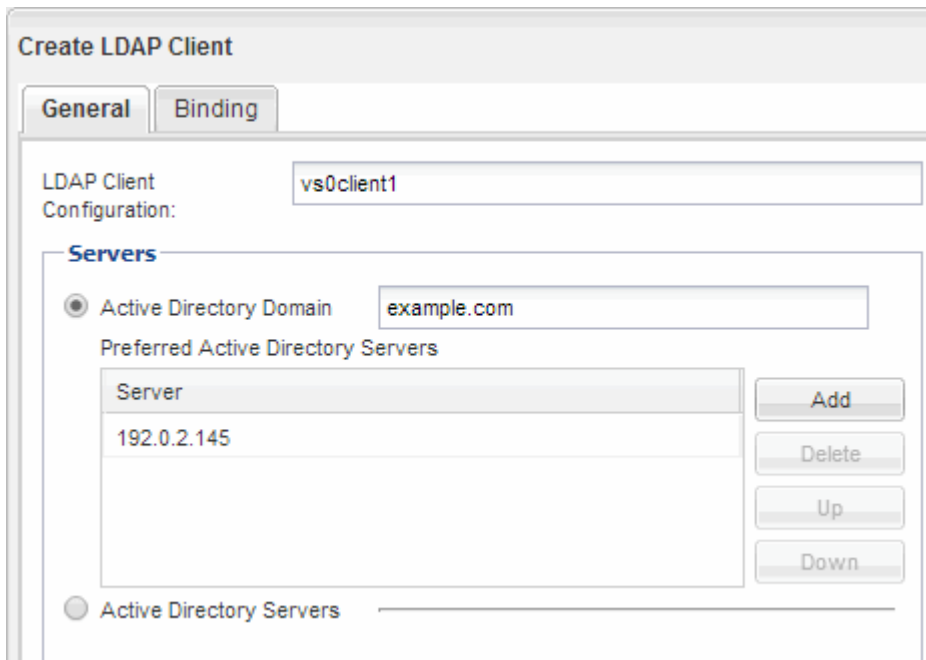 Create LDAP Client
General Binding
LDAP Client
Configuration:
vs0client1
Servers
Active Directory Domain
example.com
Preferred Active Directory Servers
Server
192.0.2.145
Add
Delete
Up
Down
Active Directory Servers